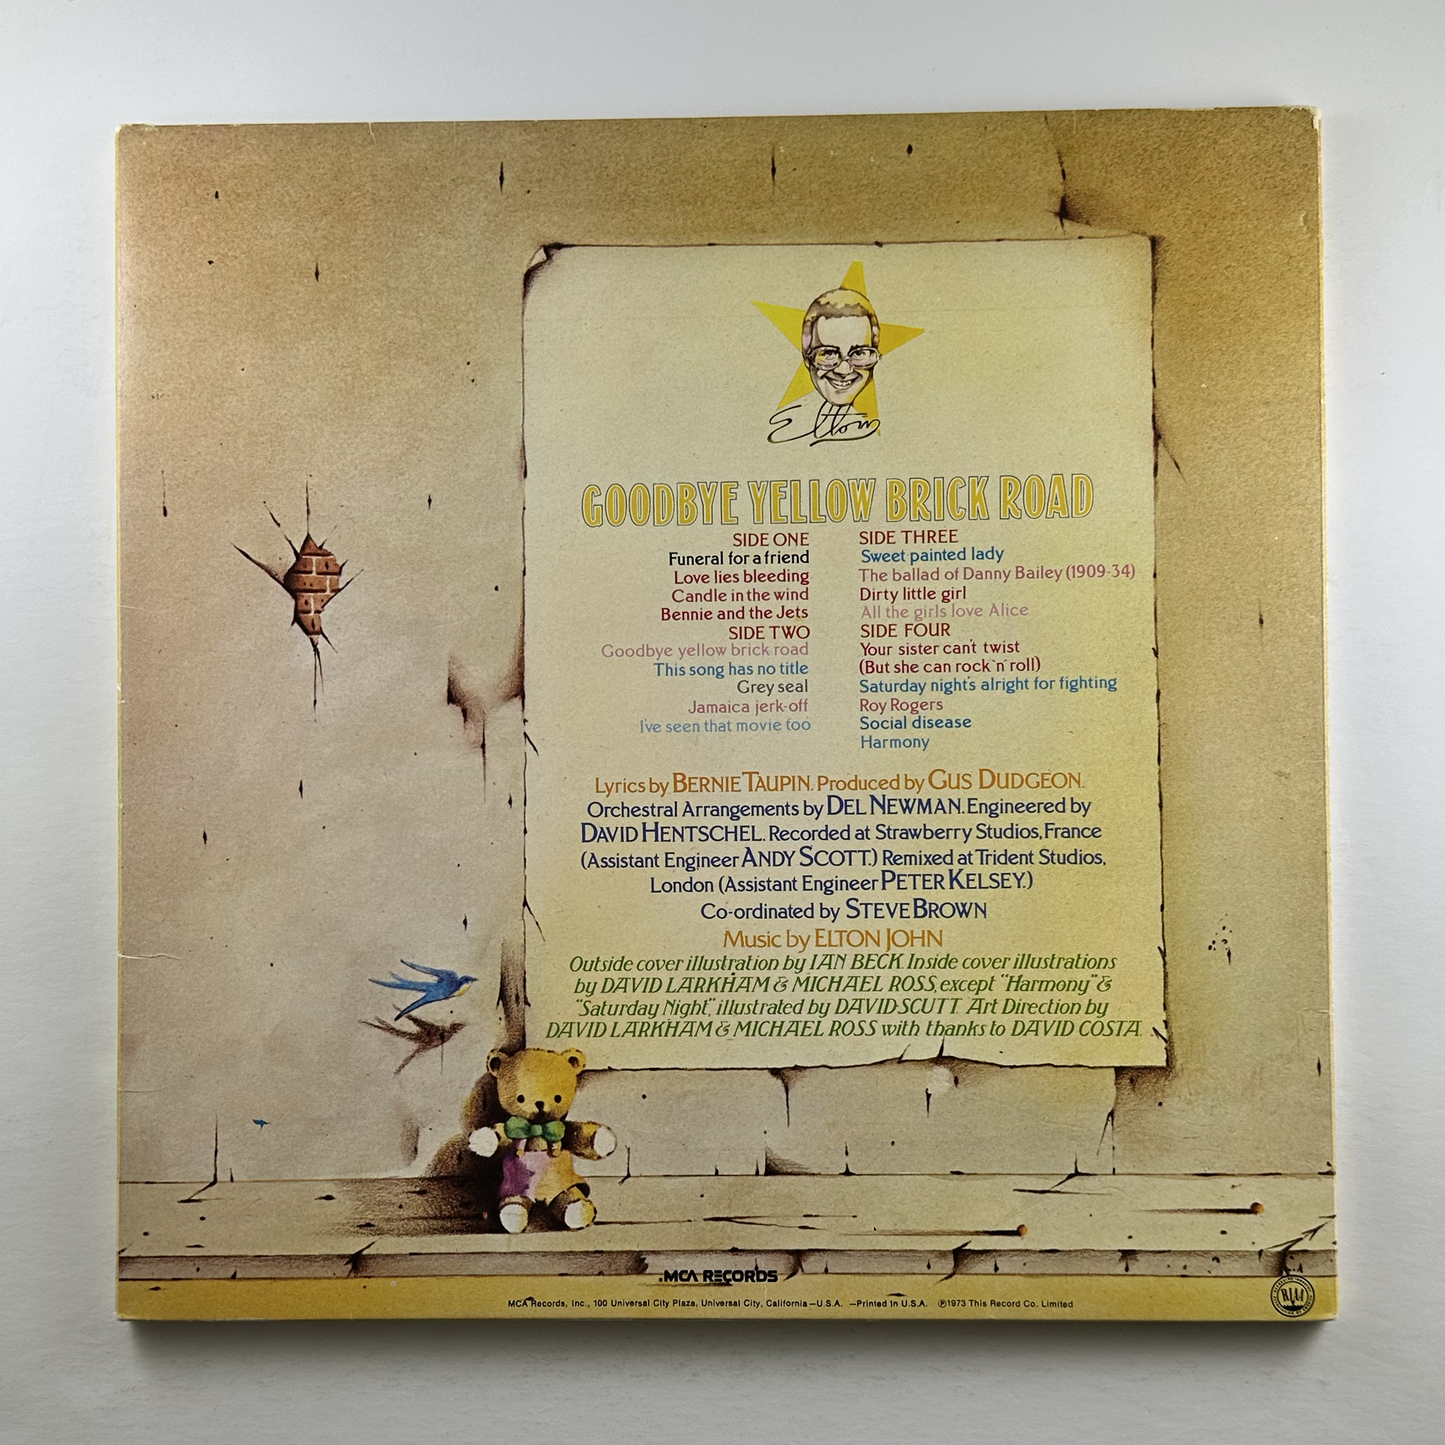 Elton
GOODBYE YELLOW BRICK ROAD
SIDE ONE
Funeral for a friend
Love lies bleeding
Candle in the wind
Bennie and the Jets
SIDE TWO
Goodbye yellow brick road
This song has no title
Grey seal
Jamaica jerk-off
I've seen that movie too
SIDE THREE
Sweet painted lady
The ballad of Danny Bailey (1909-34)
Dirty little girl
All the girls love Alice
SIDE FOUR
Your sister can't twist
(But she can rock 'n' roll)
Saturday night's alright for fighting
Roy Rogers
Social disease
Harmony
Lyrics by BERNIE TAUPIN. Produced by GUS DUDGEON.
Orchestral Arrangements by DEL NEWMAN. Engineered by
DAVID HENTSCHEL. Recorded at Strawberry Studios, France
(Assistant Engineer ANDY SCOTT.) Remixed at Trident Studios,
London (Assistant Engineer PETER KELSEY.)
Co-ordinated by STEVE BROWN
Music by ELTON JOHN
Outside cover illustration by IAN BECK. Inside cover illustrations
by DAVID LARKHAM & MICHAEL ROSS, except "Harmony" &
"Saturday Night", illustrated by DAVID SCUTT. Art Direction by
DAVID LARKHAM & MICHAEL ROSS with thanks to DAVID COSTA.
MCA RECORDS
MCA Records, Inc., 100 Universal City Plaza, Universal City, California—U.S.A. —Printed in U.S.A. ℗1973 This Record Co. Limited
RIAA